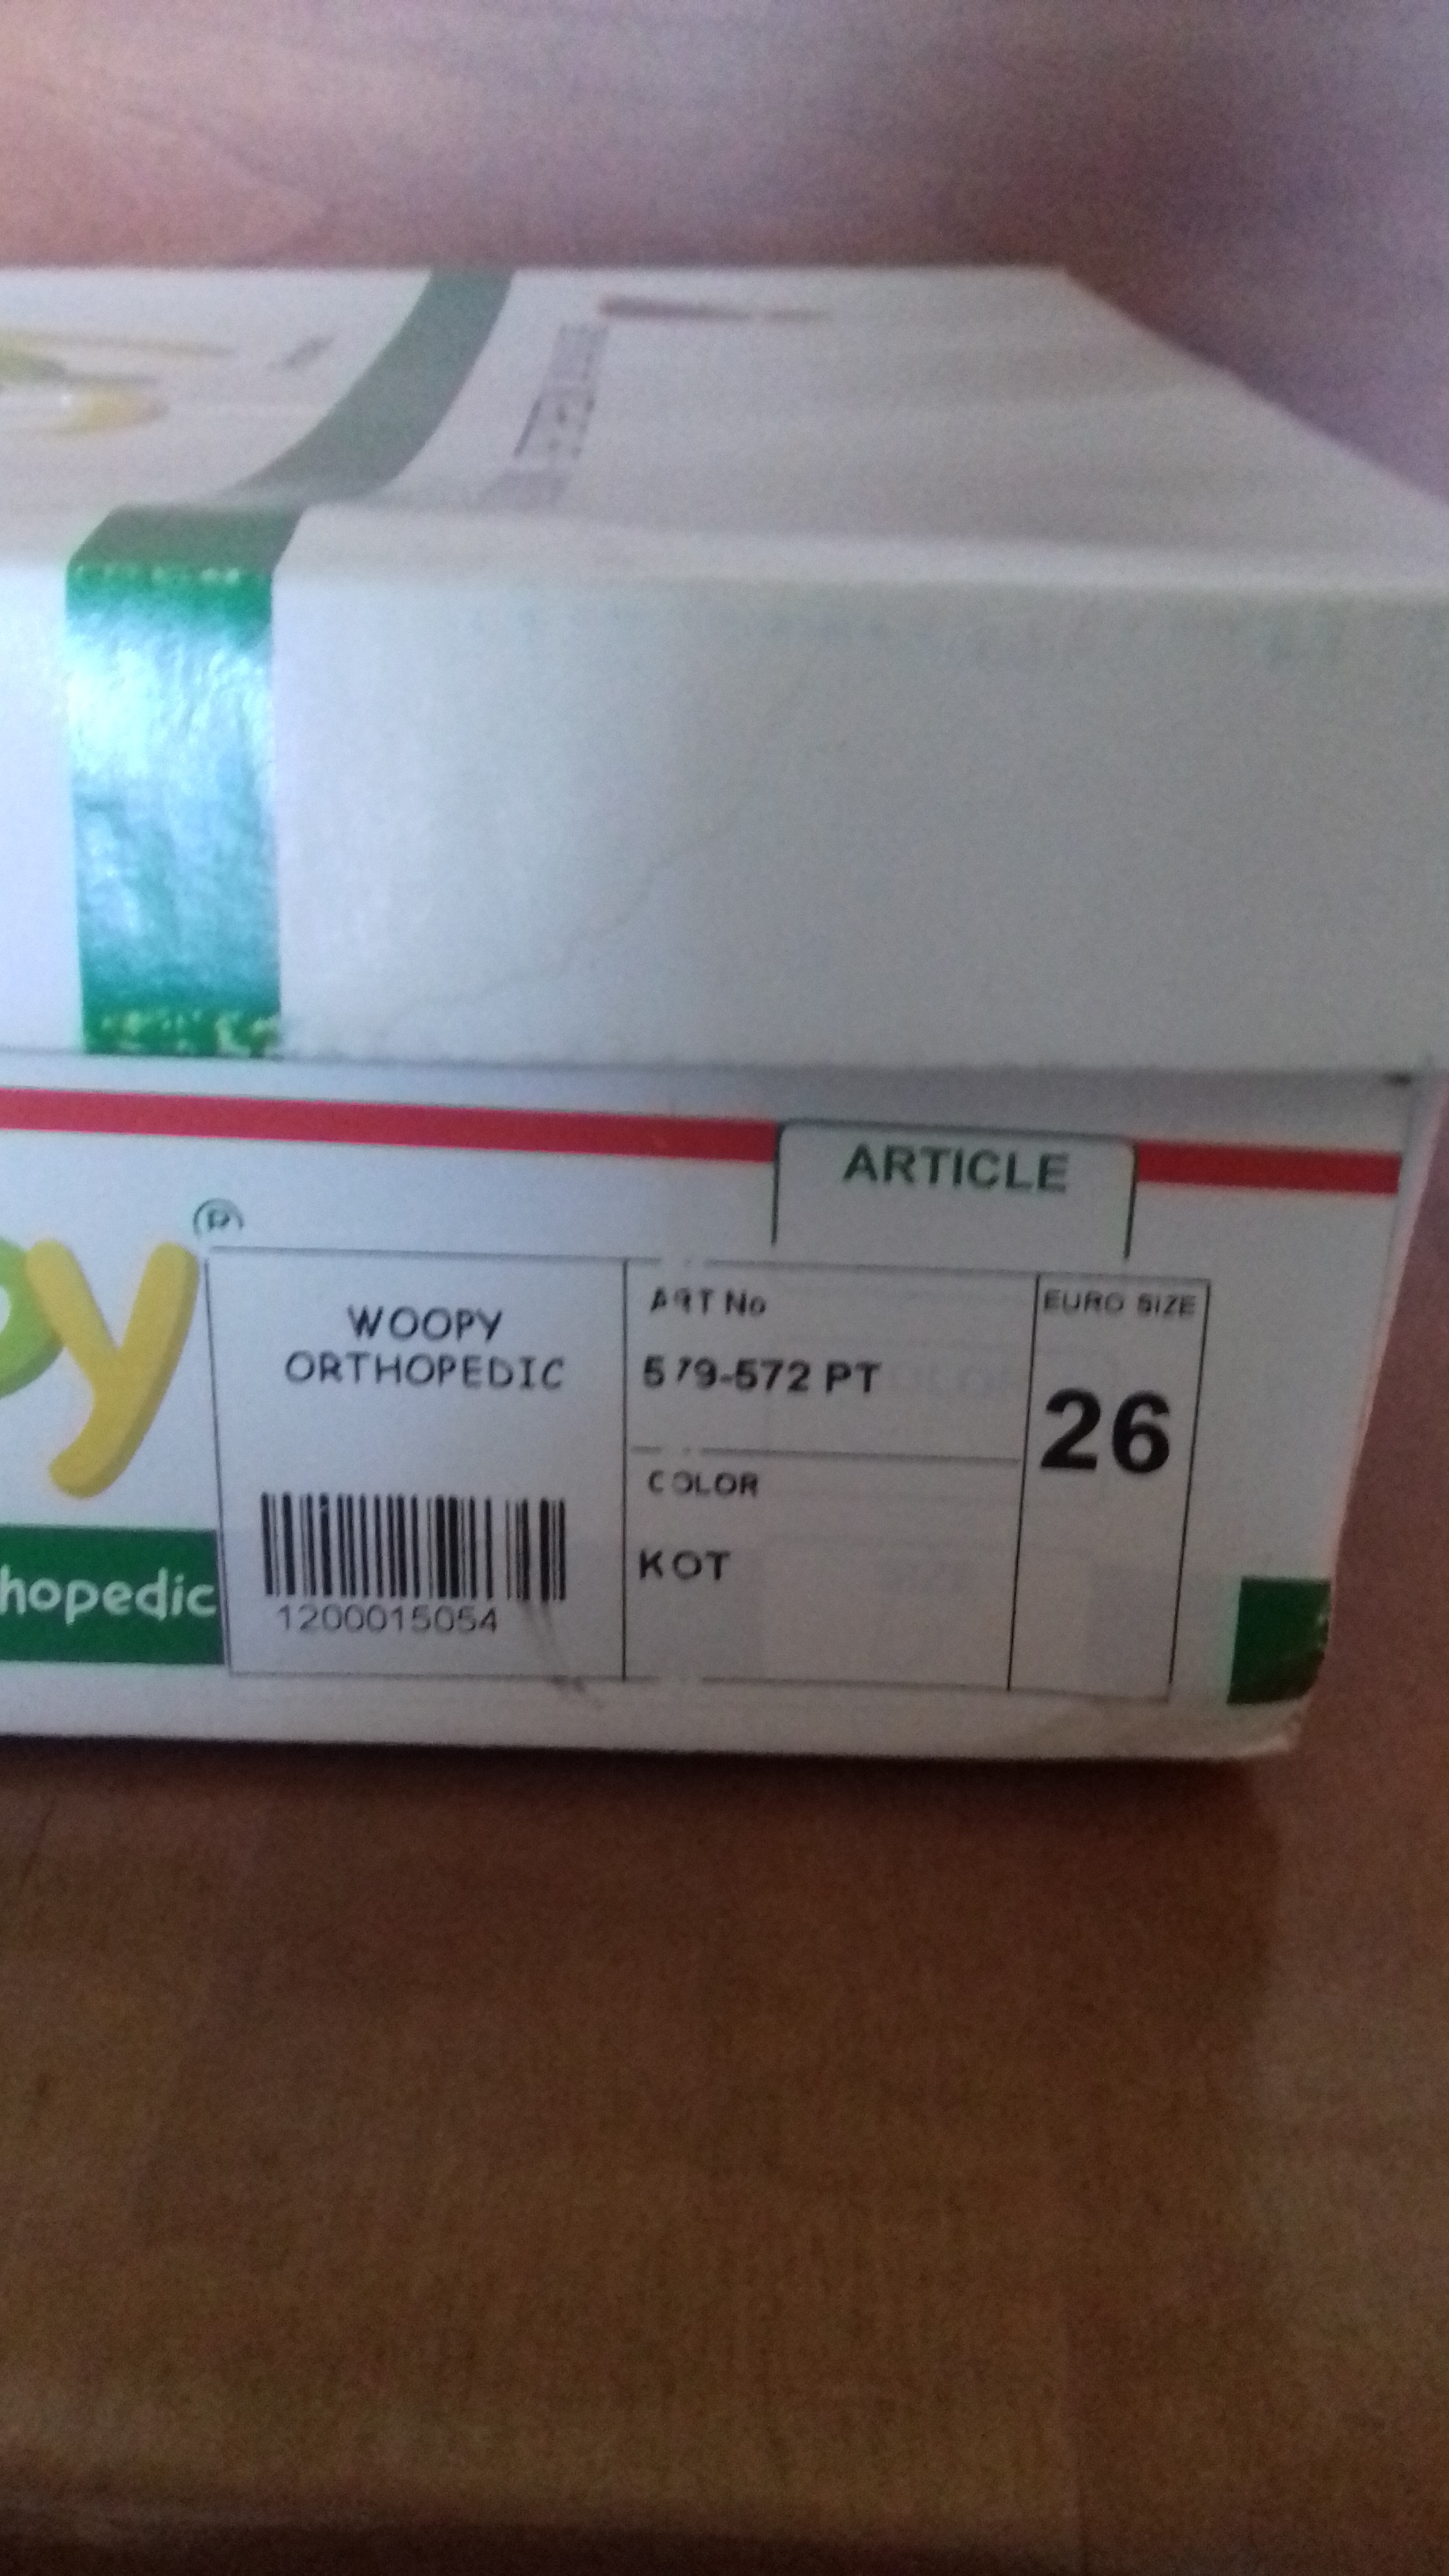 ARTICLE
®
y
WOOPY
ORTHOPEDIC
1200015054
hopedic
ART No
579-572 PT
COLOR
KOT
EURO SIZE
26